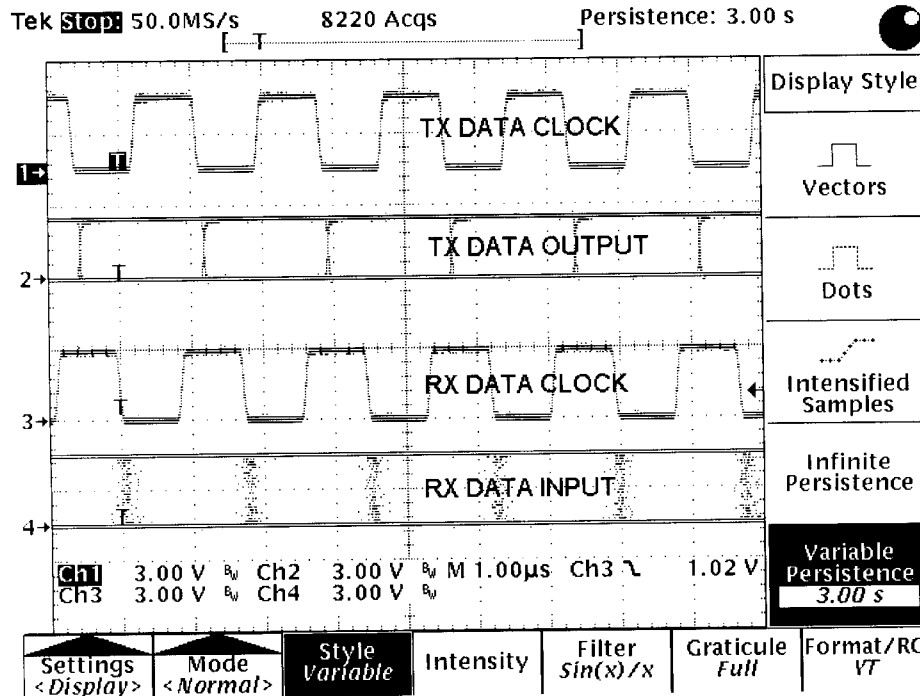 Tek Stop: 50.0MS/s 8220 Acqs Persistence: 3.00 s
[ T ]
Display Style
TX DATA CLOCK
T
1→
Vectors
TX DATA OUTPUT
T
2→
Dots
RX DATA CLOCK
T
3→
Intensified
Samples
RX DATA INPUT
T
4→
Infinite
Persistence
Ch1 3.00 V BW Ch2 3.00 V BW M 1.00µs Ch3 1.02 V
Ch3 3.00 V BW Ch4 3.00 V BW
Variable
Persistence
3.00 s
Settings
<Display>
Mode
<Normal>
Style
Variable
Intensity
Filter
Sin(x)/x
Graticule
Full
Format/RC
YT